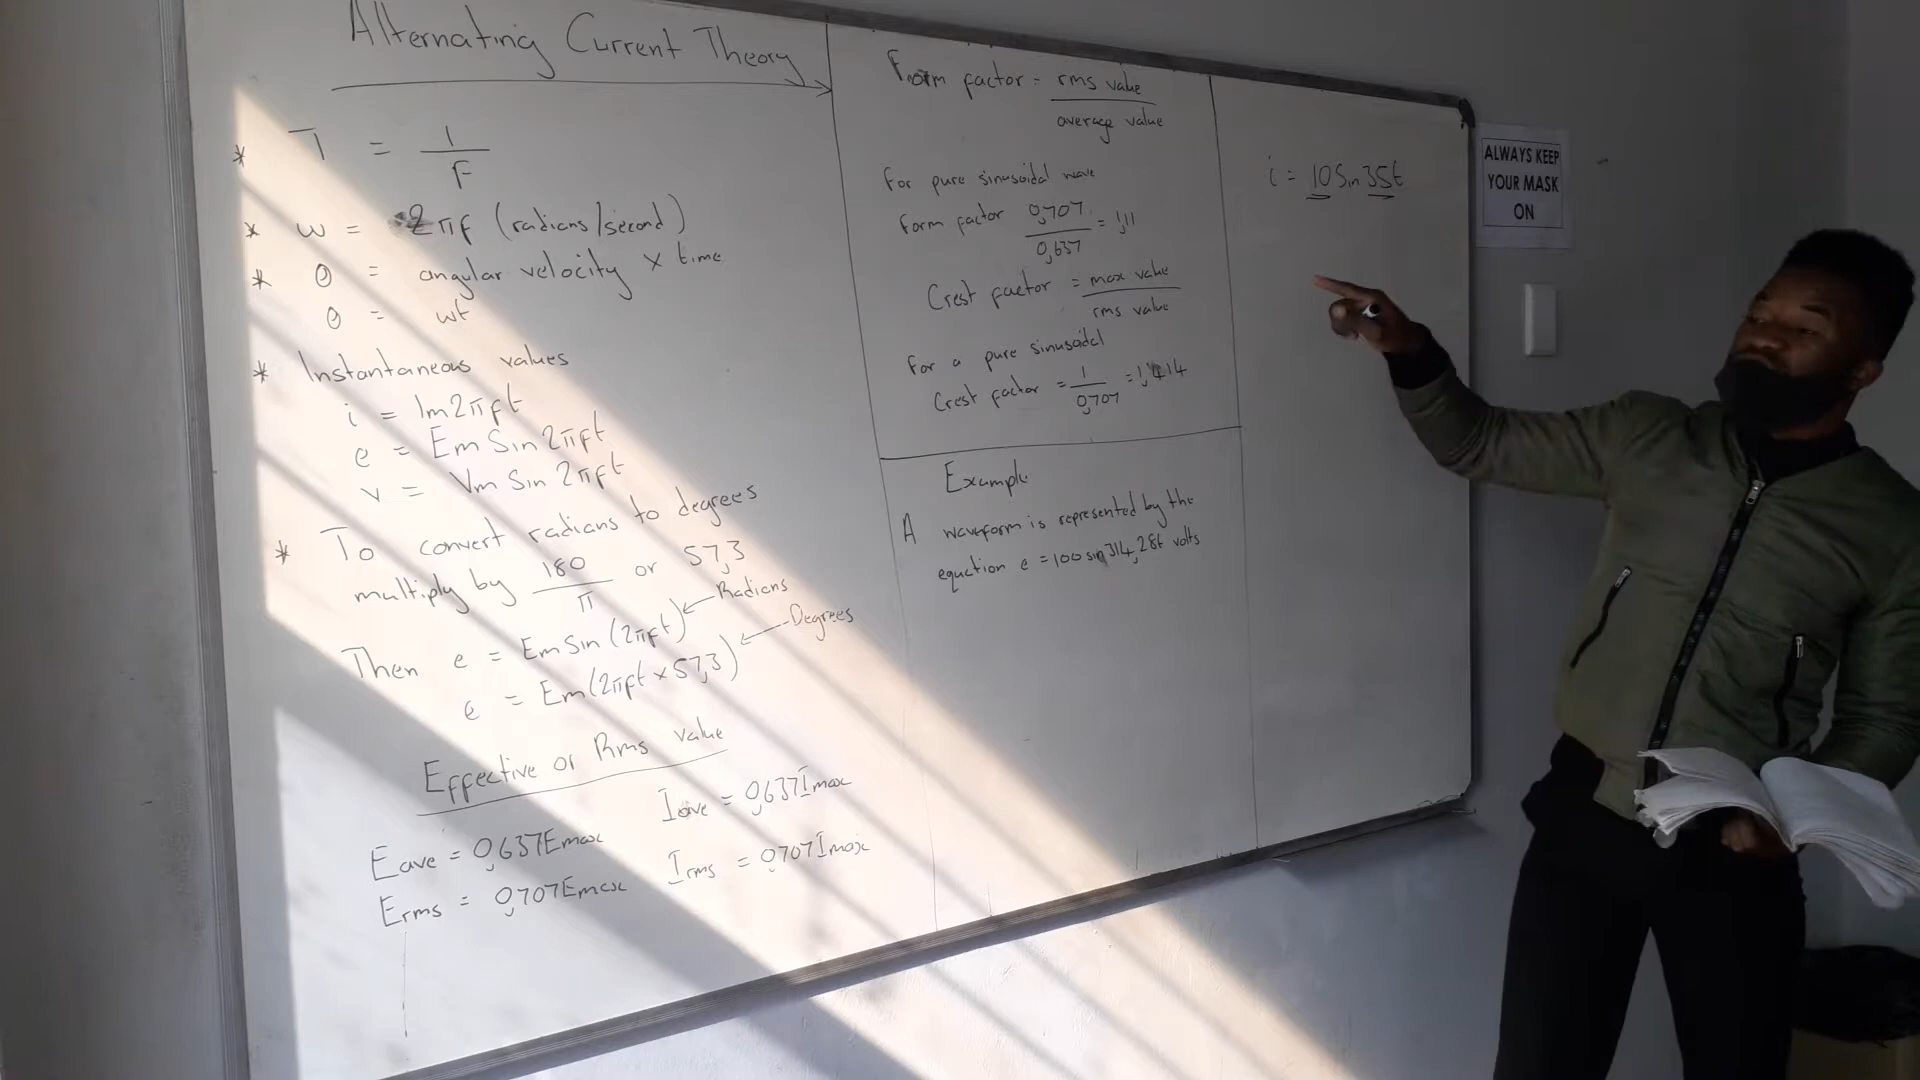 Alternating Current Theory
* T = 1/F
* w = 2πf (radians/second)
* θ = angular velocity × time
θ = wt
* Instantaneous values
i = Im2πft
e = Em Sin 2πft
v = Vm Sin 2πft
* To convert radians to degrees
multiply by 180/π or 57,3
Then e = Em Sin (2πft) ← Radians
e = Em(2πft × 57,3) ← Degrees
Effective or Rms value
Eave = 0,637Emax
Iave = 0,637Imax
Erms = 0,707Emax
Irms = 0,707Imax
Form factor = rms value / average value
for pure sinusoidal wave
form factor 0,707/0,637 = 1,11
Crest factor = max value / rms value
for a pure sinusoidal
Crest factor = 1/0,707 = 1,414
Example
A waveform is represented by the
equation e = 100 sin 314,28t volts
i = 10 Sin 35t
ALWAYS KEEP
YOUR MASK
ON